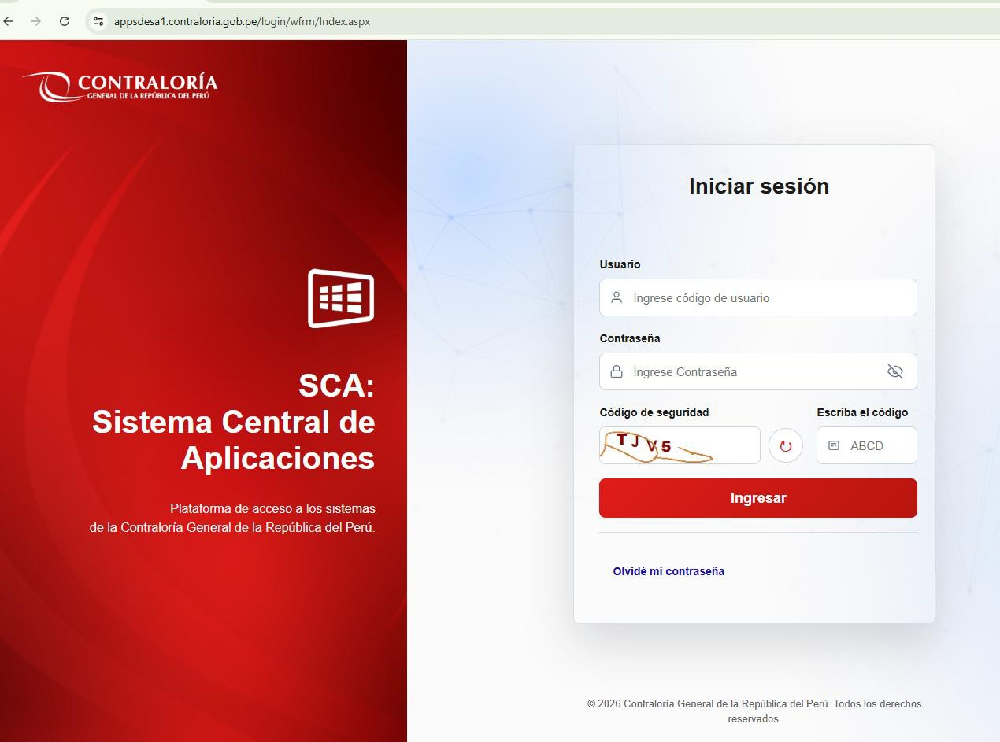 appsdesa1.contraloria.gob.pe/login/wfrm/Index.aspx
CONTRALORÍA
GENERAL DE LA REPÚBLICA DEL PERÚ
SCA:
Sistema Central de
Aplicaciones
Plataforma de acceso a los sistemas
de la Contraloría General de la República del Perú.
Iniciar sesión
Usuario
Ingrese código de usuario
Contraseña
Ingrese Contraseña
Código de seguridad
Escriba el código
TJV5
ABCD
Ingresar
Olvidé mi contraseña
© 2026 Contraloría General de la República del Perú. Todos los derechos
reservados.